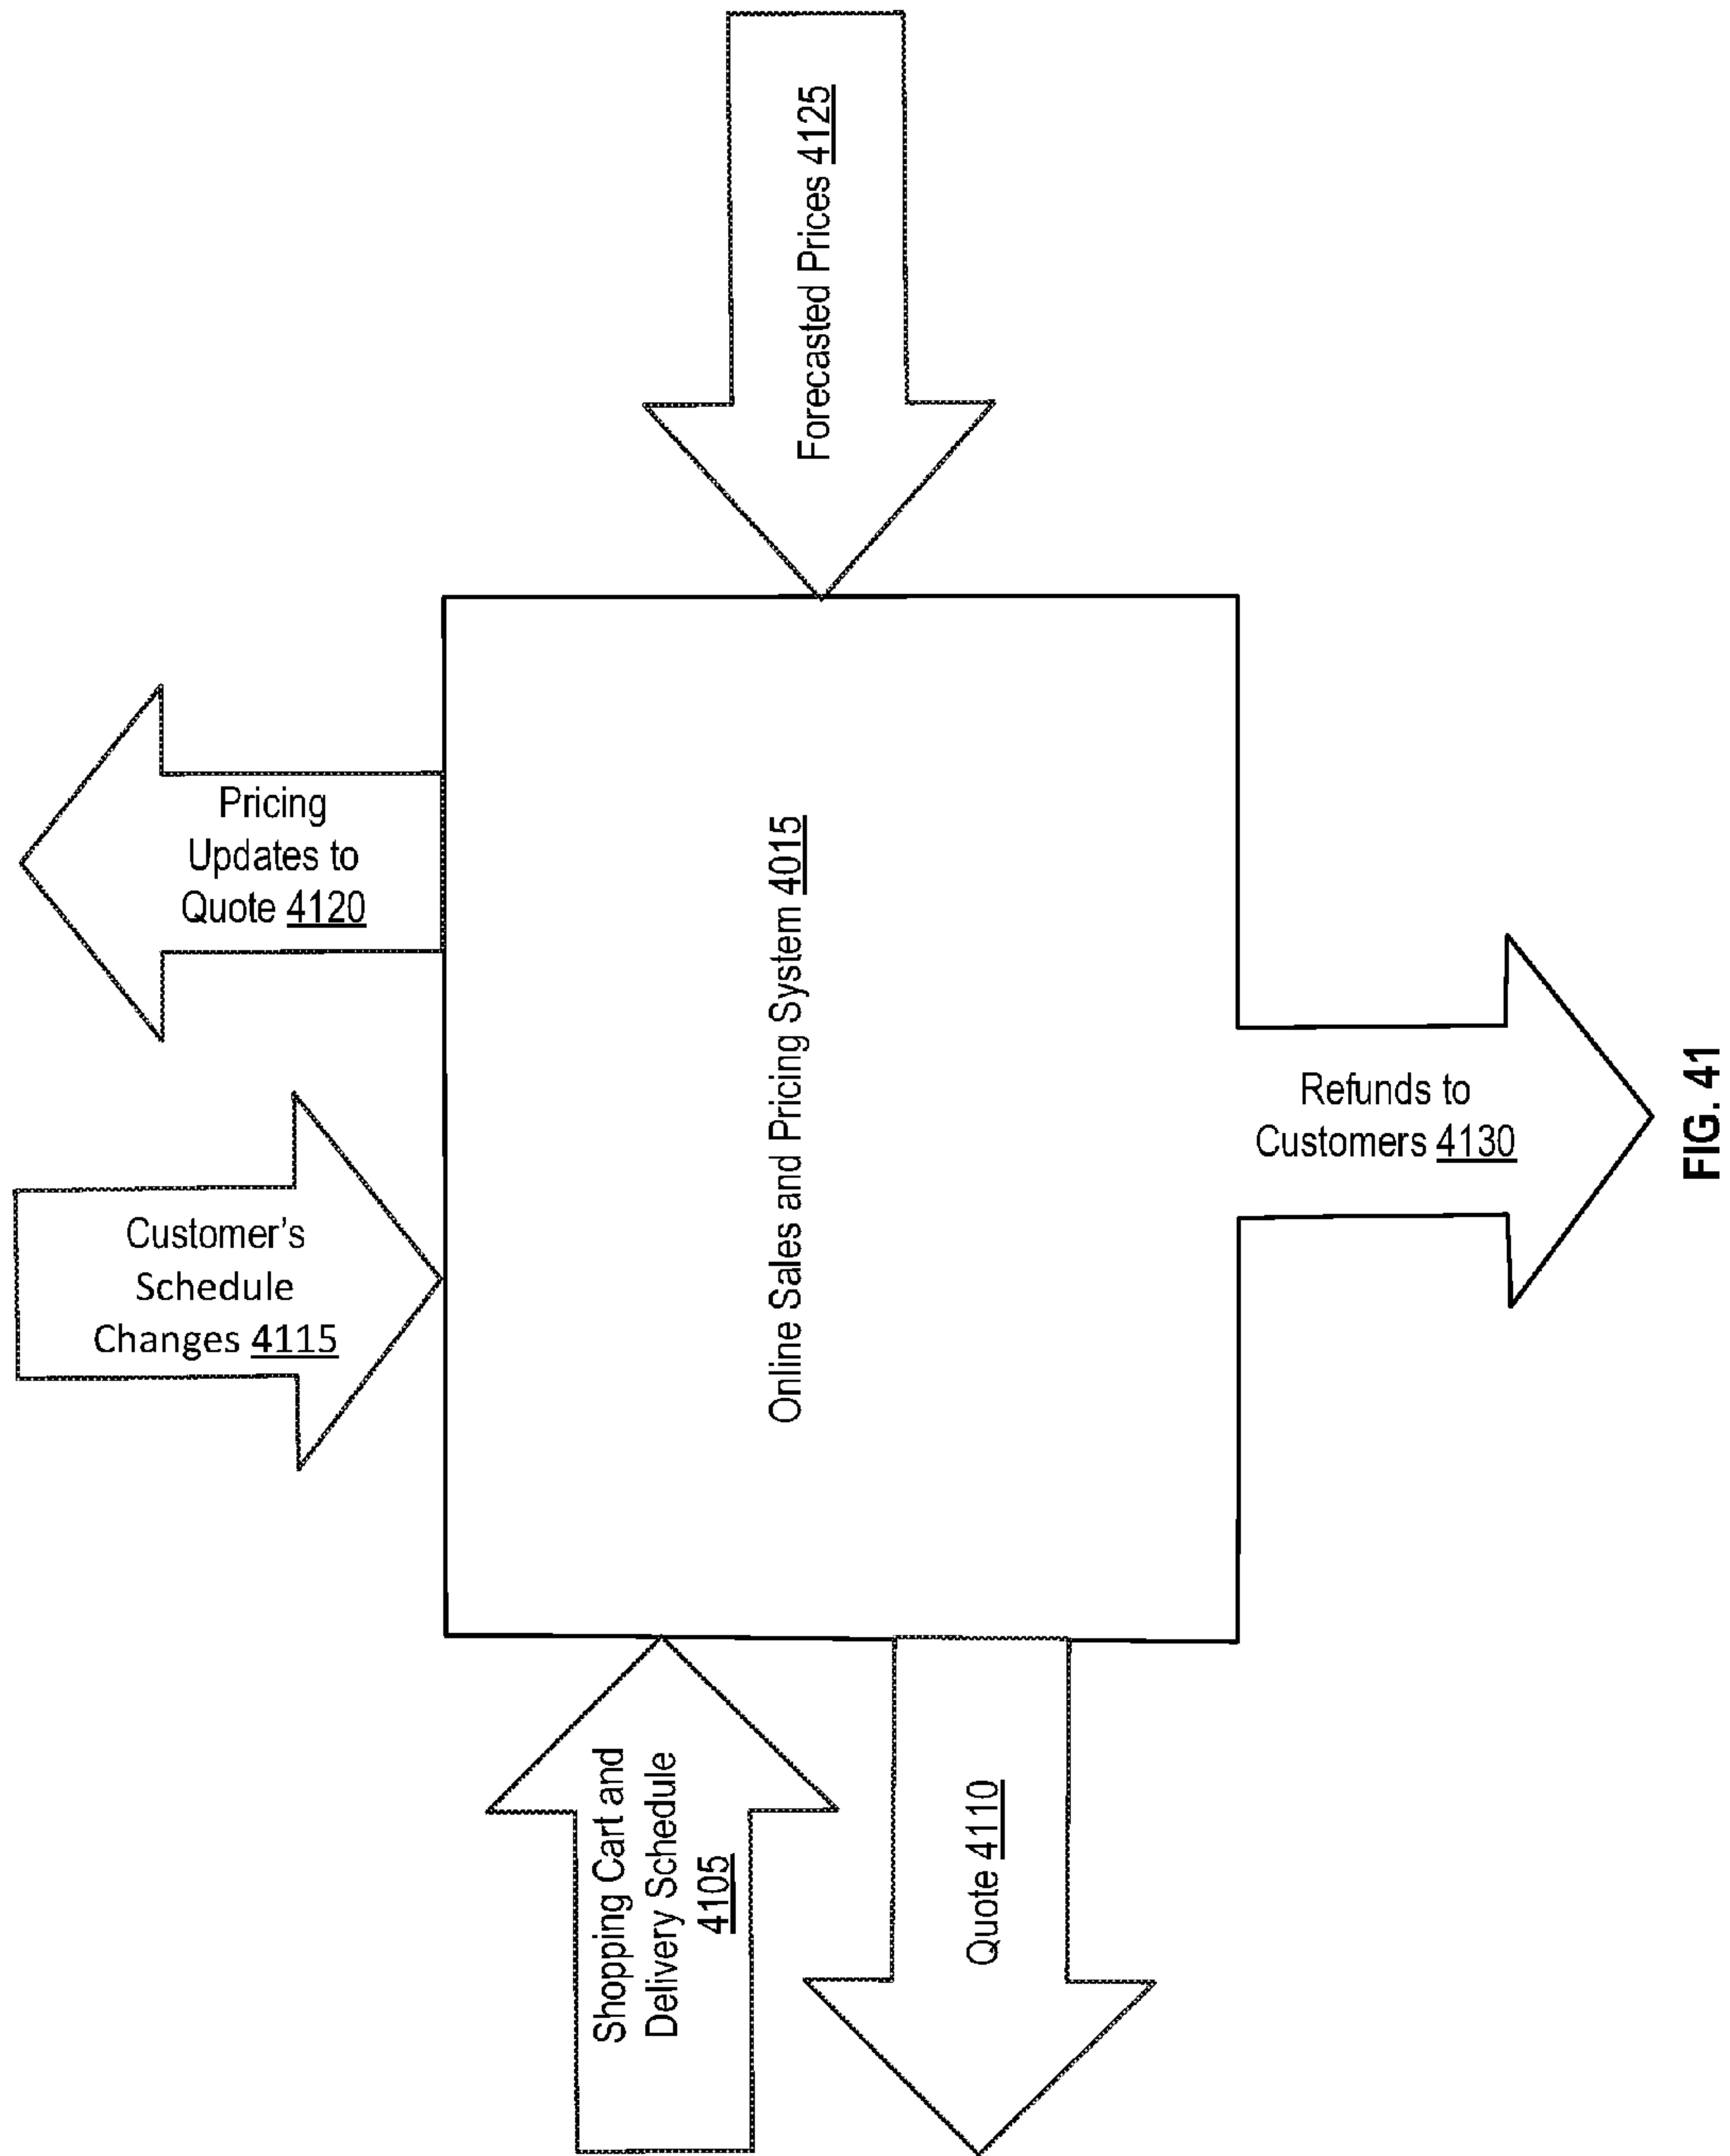 Customer’s
Schedule
Changes 4115
Pricing
Updates to
Quote 4120
Shopping Cart and
Delivery Schedule
4105
Online Sales and Pricing System 4015
Forecasted Prices 4125
Quote 4110
Refunds to
Customers 4130
FIG. 41